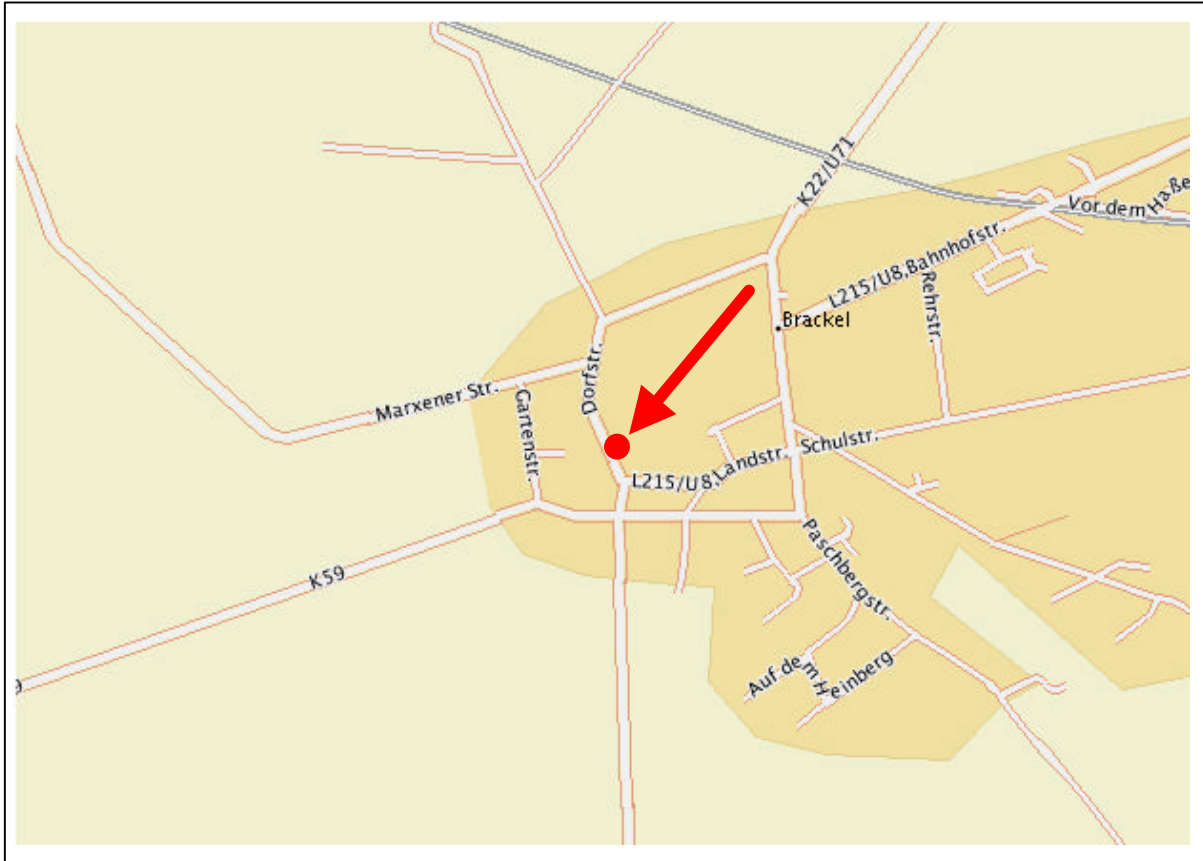 K22/U71
Vor dem
Haße
L215/U8,Bahnhofstr.
Rehrstr.
Brackel
Dorfstr.
Marxener Str.
Gartenstr.
Schulstr.
L215/U8,Landstr.
K59
Paschbergstr.
Auf dem Heinberg
9